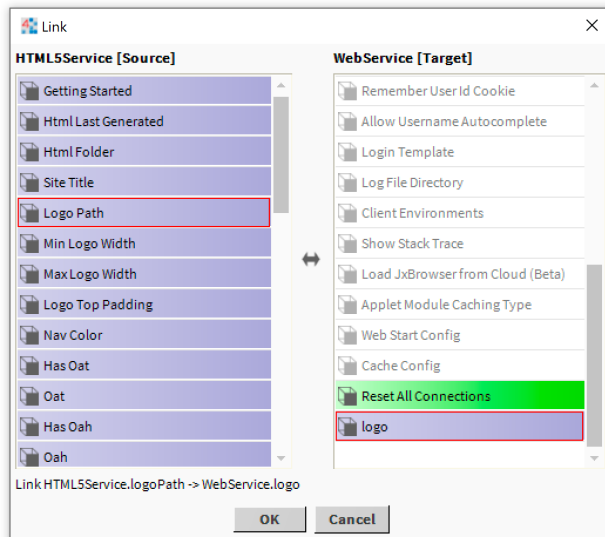 Link
HTML5Service [Source]
Getting Started
Html Last Generated
Html Folder
Site Title
Logo Path
Min Logo Width
Max Logo Width
Logo Top Padding
Nav Color
Has Oat
Oat
Has Oah
Oah
WebService [Target]
Remember User Id Cookie
Allow Username Autocomplete
Login Template
Log File Directory
Client Environments
Show Stack Trace
Load JxBrowser from Cloud (Beta)
Applet Module Caching Type
Web Start Config
Cache Config
Reset All Connections
logo
Link HTML5Service.logoPath -> WebService.logo
OK
Cancel